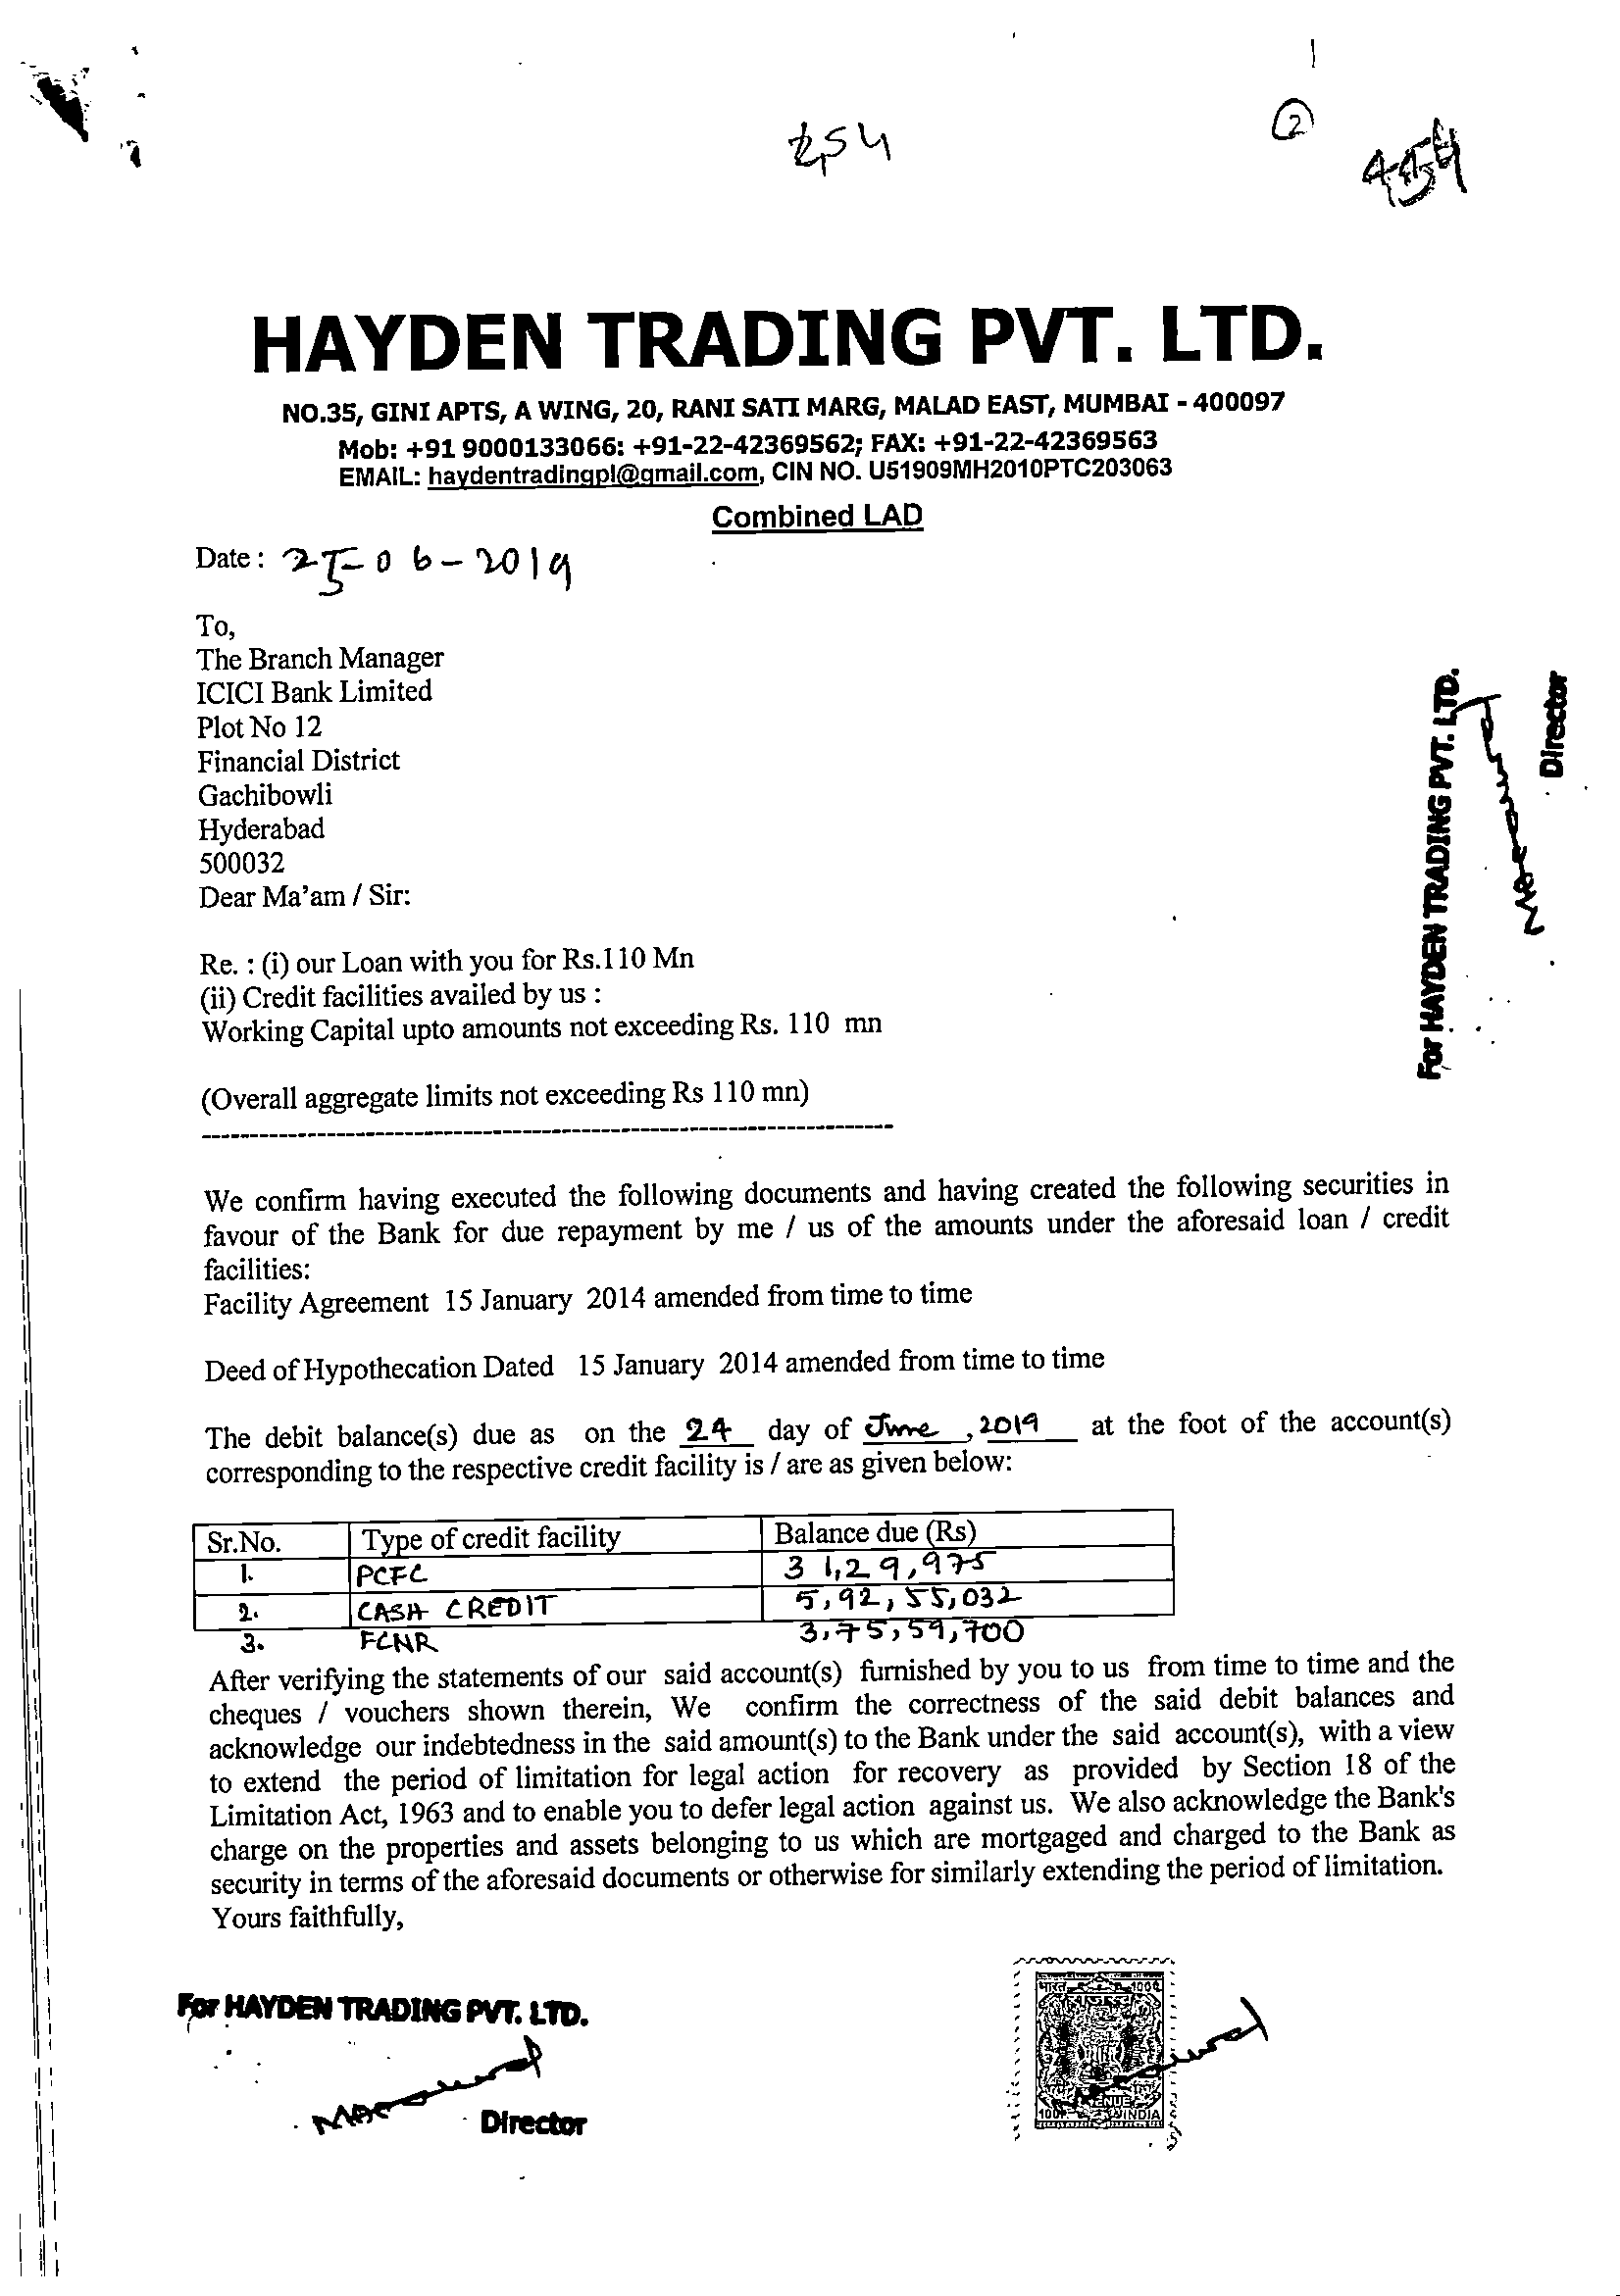 254
2
454
HAYDEN TRADING PVT. LTD.
NO.35, GINI APTS, A WING, 20, RANI SATI MARG, MALAD EAST, MUMBAI - 400097
Mob: +91 9000133066: +91-22-42369562; FAX: +91-22-42369563
EMAIL: haydentradingpl@gmail.com, CIN NO. U51909MH2010PTC203063
Combined LAD
Date : 25-06-2019
To,
The Branch Manager
ICICI Bank Limited
Plot No 12
Financial District
Gachibowli
Hyderabad
500032
Dear Ma'am / Sir:
For HAYDEN TRADING PVT. LTD.
Director
Re. : (i) our Loan with you for Rs.110 Mn
(ii) Credit facilities availed by us :
Working Capital upto amounts not exceeding Rs. 110 mn
(Overall aggregate limits not exceeding Rs 110 mn)
We confirm having executed the following documents and having created the following securities in
favour of the Bank for due repayment by me / us of the amounts under the aforesaid loan / credit
facilities:
Facility Agreement 15 January 2014 amended from time to time
Deed of Hypothecation Dated 15 January 2014 amended from time to time
The debit balance(s) due as on the 24 day of June , 2019 at the foot of the account(s)
corresponding to the respective credit facility is / are as given below:
Sr.No. Type of credit facility Balance due (Rs)
1. PCFC 31,29,975
2. CASH CREDIT 5,92,55,032
3. FCNR 3,75,59,700
After verifying the statements of our said account(s) furnished by you to us from time to time and the
cheques / vouchers shown therein, We confirm the correctness of the said debit balances and
acknowledge our indebtedness in the said amount(s) to the Bank under the said account(s), with a view
to extend the period of limitation for legal action for recovery as provided by Section 18 of the
Limitation Act, 1963 and to enable you to defer legal action against us. We also acknowledge the Bank's
charge on the properties and assets belonging to us which are mortgaged and charged to the Bank as
security in terms of the aforesaid documents or otherwise for similarly extending the period of limitation.
Yours faithfully,
For HAYDEN TRADING PVT. LTD.
Director
भारत
INDIA